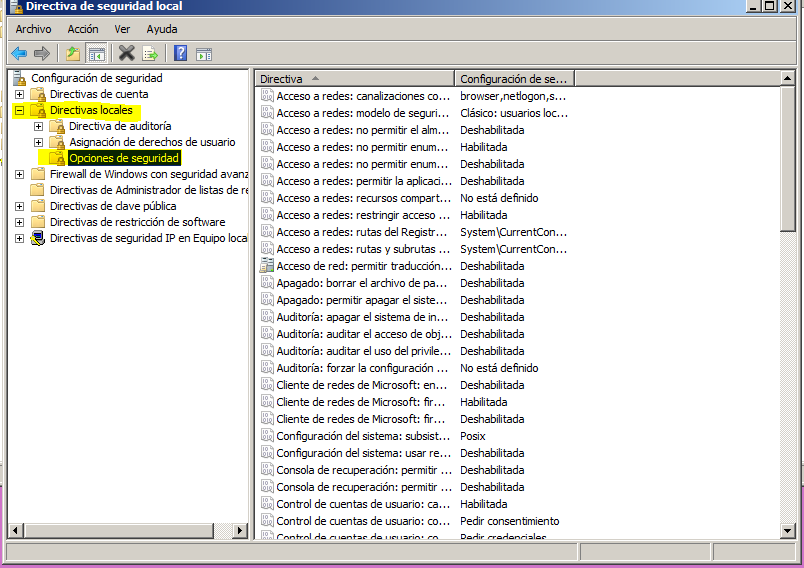 Directiva de seguridad local
Archivo Acción Ver Ayuda
Configuración de seguridad
Directivas de cuenta
Directivas locales
Directiva de auditoría
Asignación de derechos de usuario
Opciones de seguridad
Firewall de Windows con seguridad avanz
Directivas de Administrador de listas de re
Directivas de clave pública
Directivas de restricción de software
Directivas de seguridad IP en Equipo loca
Directiva Configuración de se...
Acceso a redes: canalizaciones co... browser,netlogon,s...
Acceso a redes: modelo de seguri... Clásico: usuarios loc...
Acceso a redes: no permitir el alm... Deshabilitada
Acceso a redes: no permitir enum... Habilitada
Acceso a redes: no permitir enum... Deshabilitada
Acceso a redes: permitir la aplicaci... Deshabilitada
Acceso a redes: recursos compart... No está definido
Acceso a redes: restringir acceso ... Habilitada
Acceso a redes: rutas del Registr... System\CurrentCon...
Acceso a redes: rutas y subrutas ... System\CurrentCon...
Acceso de red: permitir traducción... Deshabilitada
Apagado: borrar el archivo de pa... Deshabilitada
Apagado: permitir apagar el siste... Deshabilitada
Auditoría: apagar el sistema de in... Deshabilitada
Auditoría: auditar el acceso de obj... Deshabilitada
Auditoría: auditar el uso del privile... Deshabilitada
Auditoría: forzar la configuración ... No está definido
Cliente de redes de Microsoft: en... Deshabilitada
Cliente de redes de Microsoft: fir... Habilitada
Cliente de redes de Microsoft: fir... Deshabilitada
Configuración del sistema: subsist... Posix
Configuración del sistema: usar re... Deshabilitada
Consola de recuperación: permitir ... Deshabilitada
Consola de recuperación: permitir ... Deshabilitada
Control de cuentas de usuario: ca... Habilitada
Control de cuentas de usuario: co... Pedir consentimiento
Control de cuentas de usuario: co... Pedir credenciales